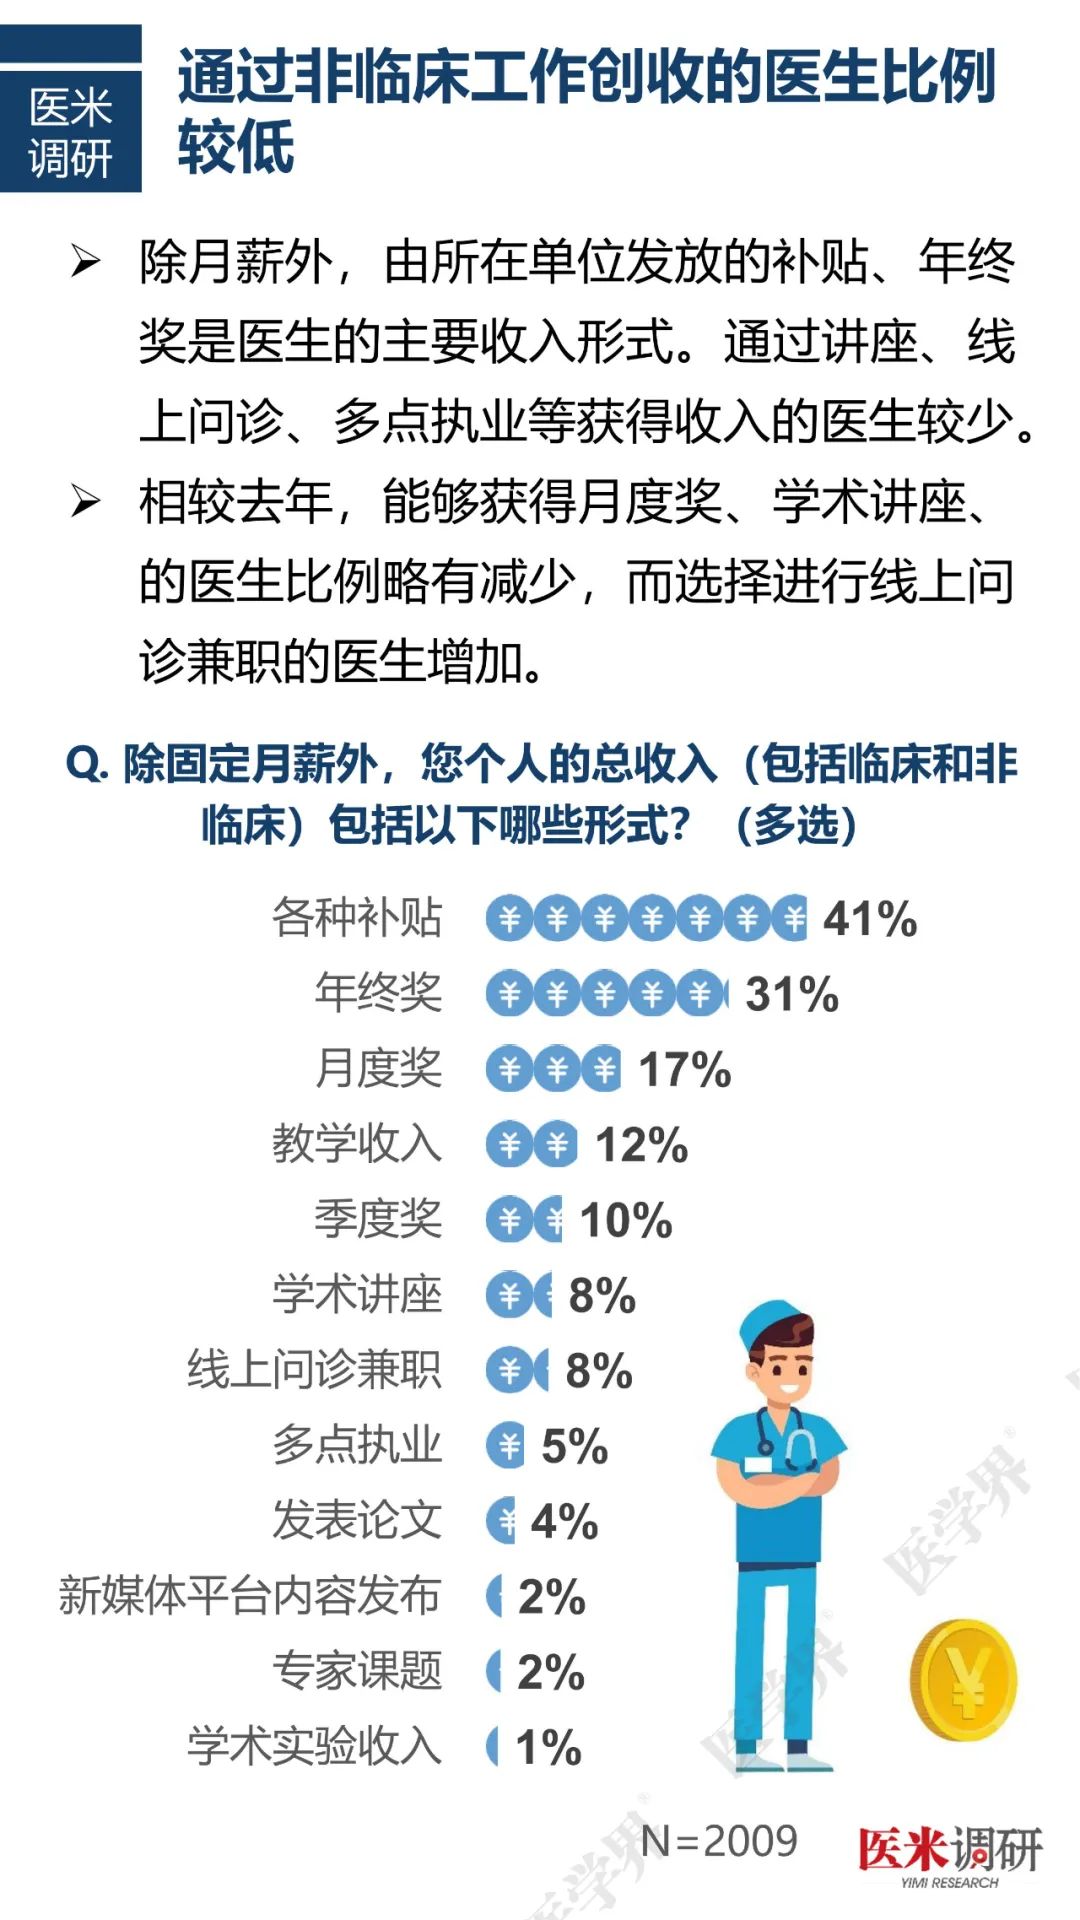 医米
调研
通过非临床工作创收的医生比例
较低
➢ 除月薪外，由所在单位发放的补贴、年终
奖是医生的主要收入形式。通过讲座、线
上问诊、多点执业等获得收入的医生较少。
➢ 相较去年，能够获得月度奖、学术讲座、
的医生比例略有减少，而选择进行线上问
诊兼职的医生增加。
Q. 除固定月薪外，您个人的总收入（包括临床和非
临床）包括以下哪些形式？（多选）
各种补贴 41%
年终奖 31%
月度奖 17%
教学收入 12%
季度奖 10%
学术讲座 8%
线上问诊兼职 8%
多点执业 5%
发表论文 4%
新媒体平台内容发布 2%
专家课题 2%
学术实验收入 1%
医学界®
医学界®
医学界®
N=2009
医米调研
YIMI RESEARCH